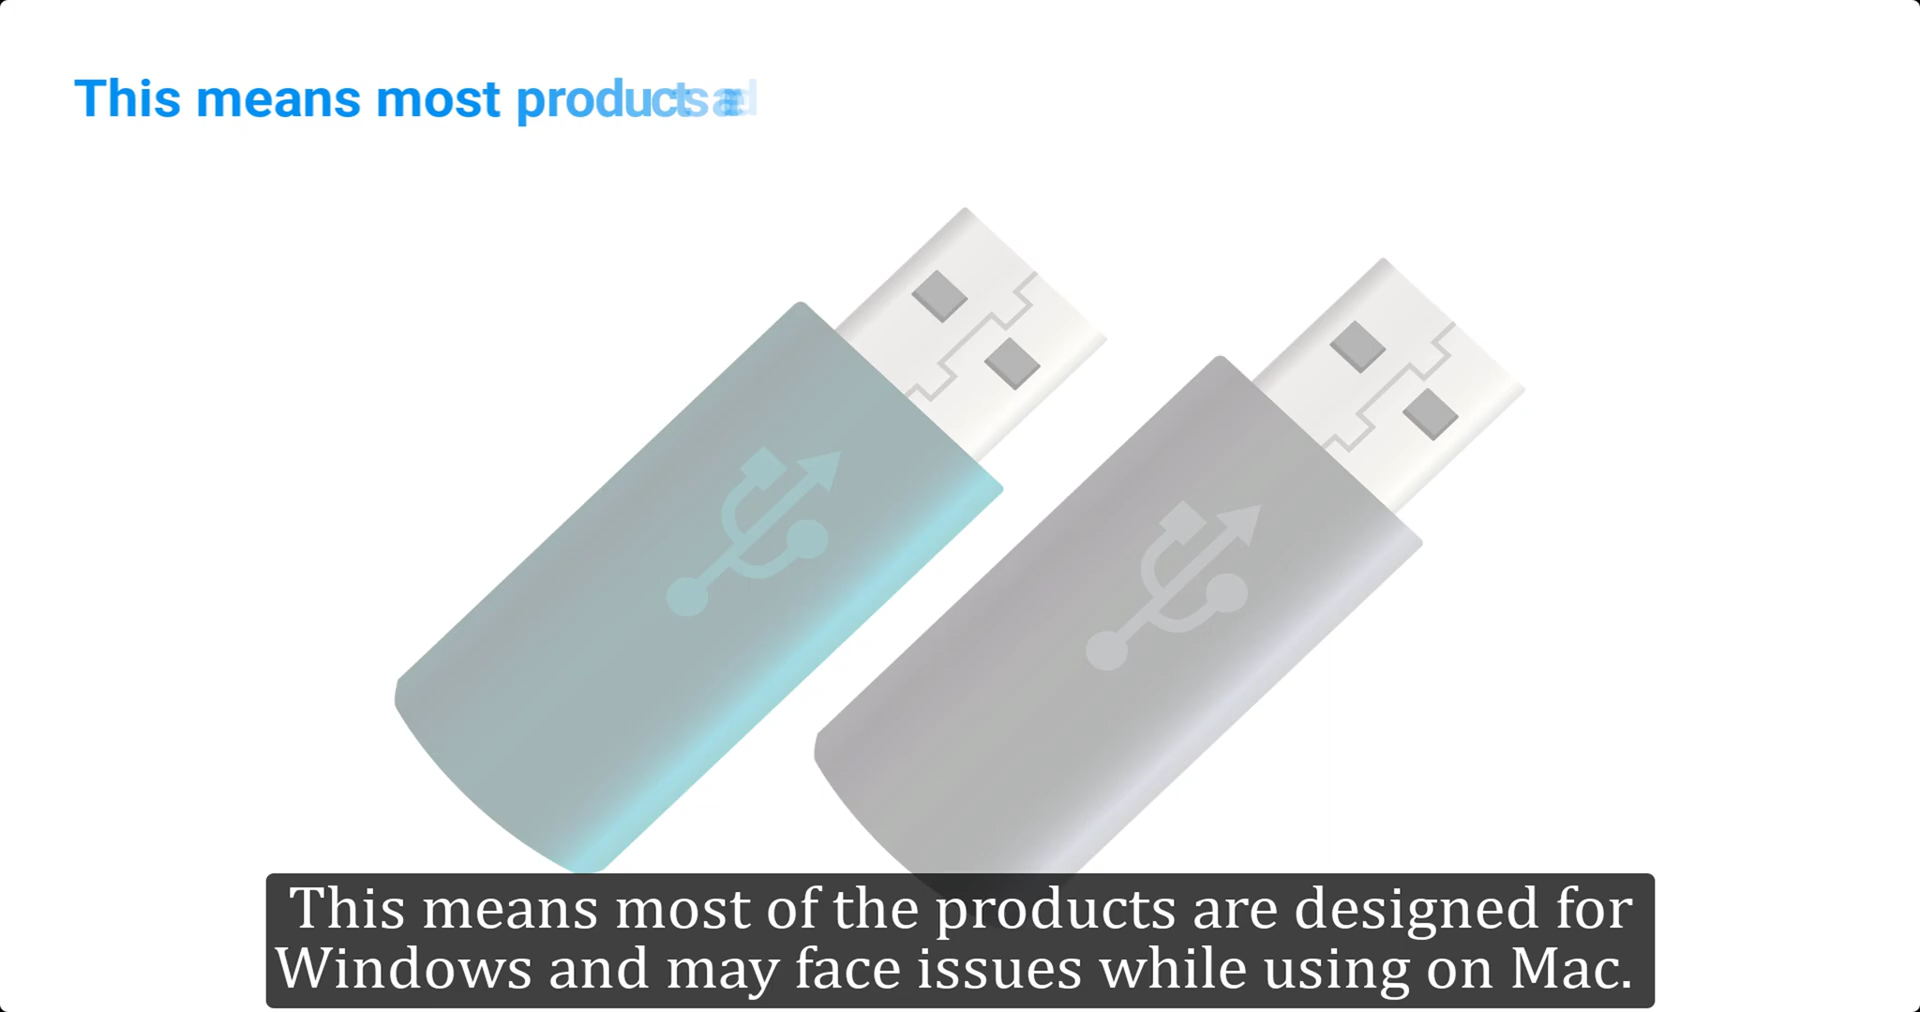 This means most products
This means most of the products are designed for
Windows and may face issues while using on Mac.